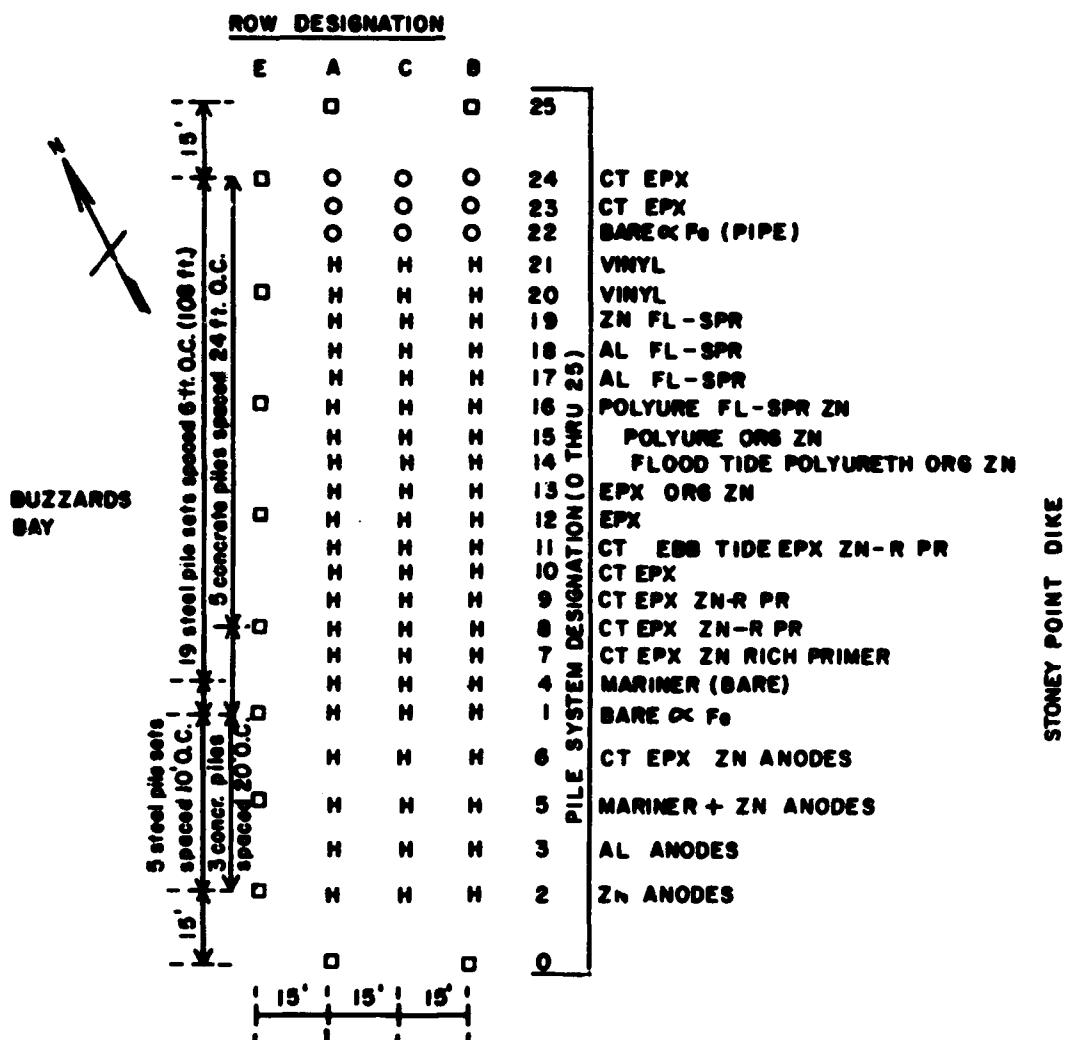 ROW DESIGNATION
E A C B
25
15'
N
24 CT EPX
23 CT EPX
22 BARE ∝ Fe (PIPE)
H H H 21 VINYL
H H H 20 VINYL
H H H 19 ZN FL-SPR
H H H 18 AL FL-SPR
H H H 17 AL FL-SPR
H H H 16 POLYURE FL-SPR ZN
H H H 15 POLYURE ORG ZN
H H H 14 FLOOD TIDE POLYURETH ORG ZN
H H H 13 EPX ORG ZN
H H H 12 EPX
H H H 11 CT EBB TIDE EPX ZN-R PR
H H H 10 CT EPX
H H H 9 CT EPX ZN-R PR
H H H 8 CT EPX ZN-R PR
H H H 7 CT EPX ZN RICH PRIMER
H H H 4 MARINER (BARE)
H H H 1 BARE ∝ Fe
H H H 6 CT EPX ZN ANODES
H H H 5 MARINER + ZN ANODES
H H H 3 AL ANODES
H H H 2 Zn ANODES
0
19 steel pile sets spaced 6 ft. O.C. (108 ft.)
5 concrete piles spaced 24 ft. O.C.
BUZZARDS
BAY
5 steel pile sets
spaced 10' O.C.
3 concr. piles
spaced 20' O.C.
15'
PILE SYSTEM DESIGNATION (0 THRU 25)
STONEY POINT DIKE
15' 15' 15'